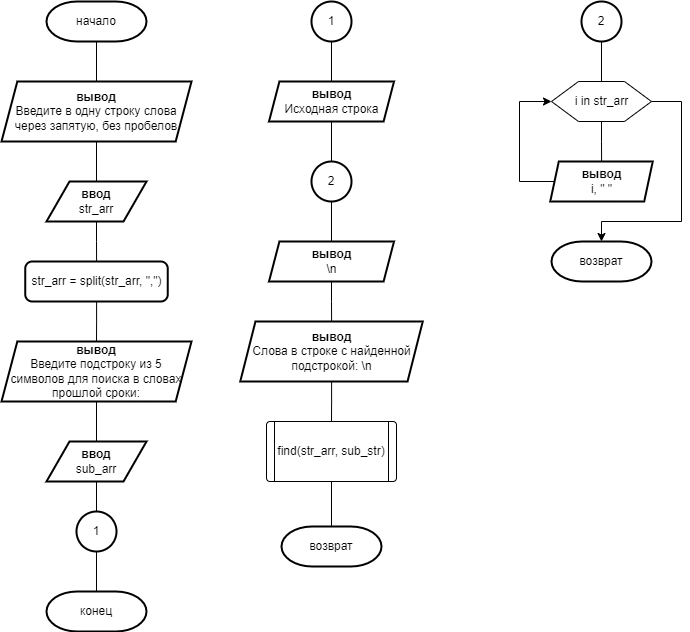 начало
вывод
Введите в одну строку слова
через запятую, без пробелов
ввод
str_arr
str_arr = split(str_arr, ",")
вывод
Введите подстроку из 5
символов для поиска в словах
прошлой сроки:
ввод
sub_arr
1
конец
1
вывод
Исходная строка
2
вывод
\n
вывод
Слова в строке с найденной
подстрокой: \n
find(str_arr, sub_str)
возврат
2
i in str_arr
вывод
i, " "
возврат